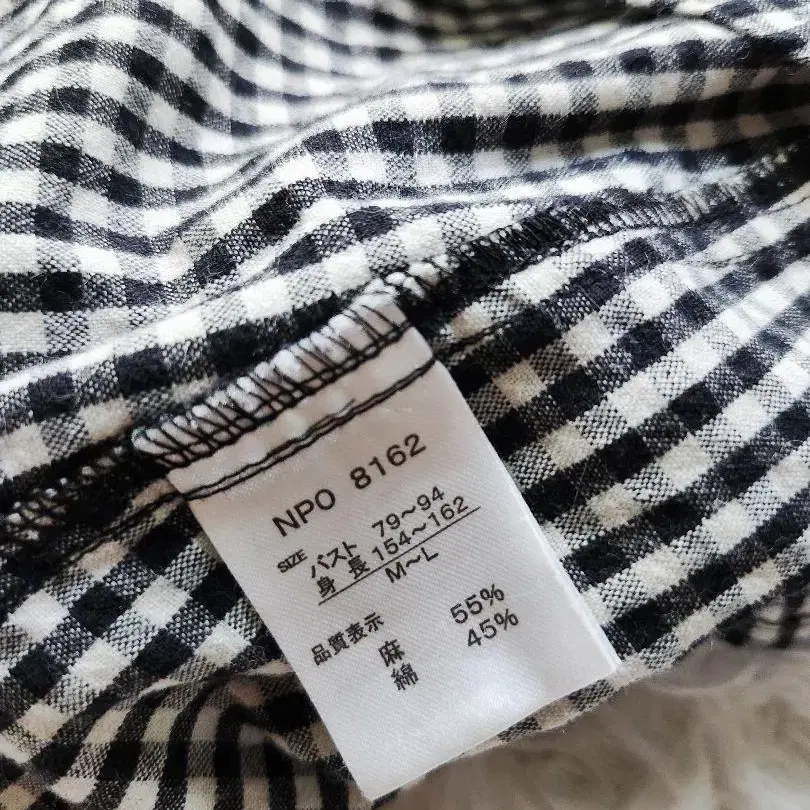 NPO 8162
SIZE バスト 79～94
身長 154～162
M～L
品質表示
麻 55%
綿 45%